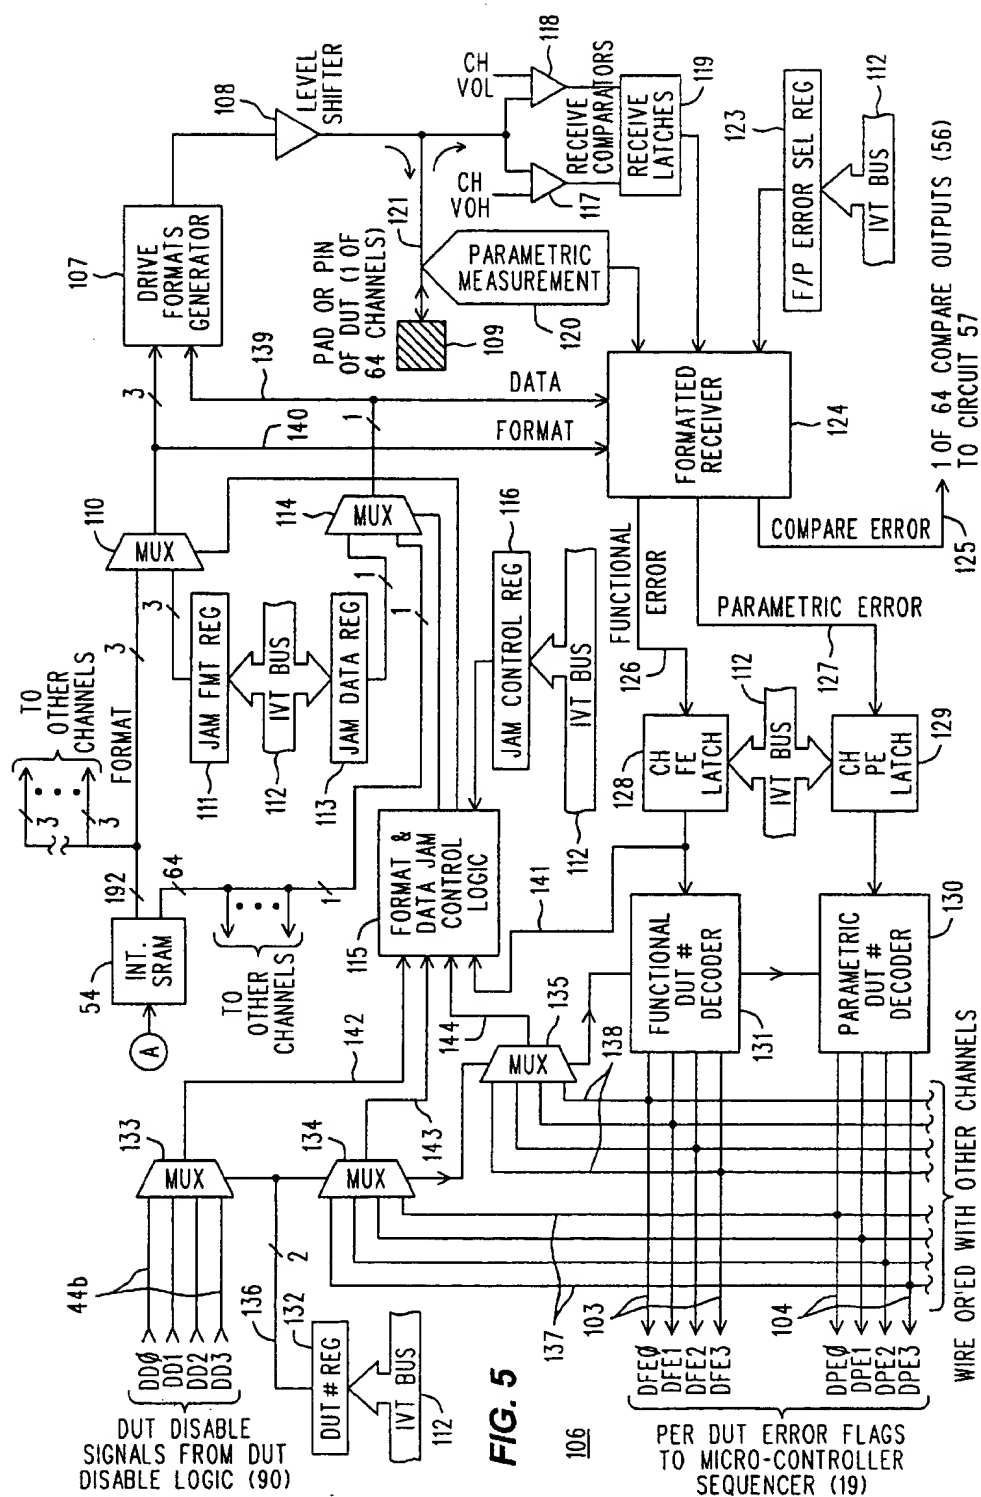 TO
OTHER
CHANNELS
FORMAT
3
3
192
64
3
INT.
SRAM
54
A
TO
OTHER
CHANNELS
1
110
MUX
3
3
140
FORMAT
139
DATA
JAM FMT REG
111
IVT BUS
112
JAM DATA REG
113
1
1
114
MUX
1
107
DRIVE
FORMATS
GENERATOR
108
LEVEL
SHIFTER
PAD OR PIN
OF DUT (1 OF
64 CHANNELS)
109
121
PARAMETRIC
MEASUREMENT
120
CH
VOH
CH
VOL
117
118
RECEIVE
COMPARATORS
RECEIVE
LATCHES
119
123
F/P ERROR SEL REG
IVT BUS
112
FORMATTED
RECEIVER
124
COMPARE ERROR
125
1 OF 64 COMPARE OUTPUTS (56)
TO CIRCUIT 57
FUNCTIONAL
ERROR
126
PARAMETRIC ERROR
127
116
JAM CONTROL REG
IVT BUS
112
115
FORMAT &
DATA JAM
CONTROL
LOGIC
141
142
143
144
128
CH
FE
LATCH
112
IVT BUS
CH
PE
LATCH
129
FUNCTIONAL
DUT #
DECODER
131
PARAMETRIC
DUT #
DECODER
130
133
MUX
134
MUX
135
MUX
138
137
44b
DDØ
DD1
DD2
DD3
DUT DISABLE
SIGNALS FROM DUT
DISABLE LOGIC (90)
136
2
132
DUT # REG
IVT BUS
112
103
DFEØ
DFE1
DFE2
DFE3
104
DPEØ
DPE1
DPE2
DPE3
PER DUT ERROR FLAGS
TO MICRO-CONTROLLER
SEQUENCER (19)
WIRE OR'ED WITH OTHER CHANNELS
FIG. 5
106